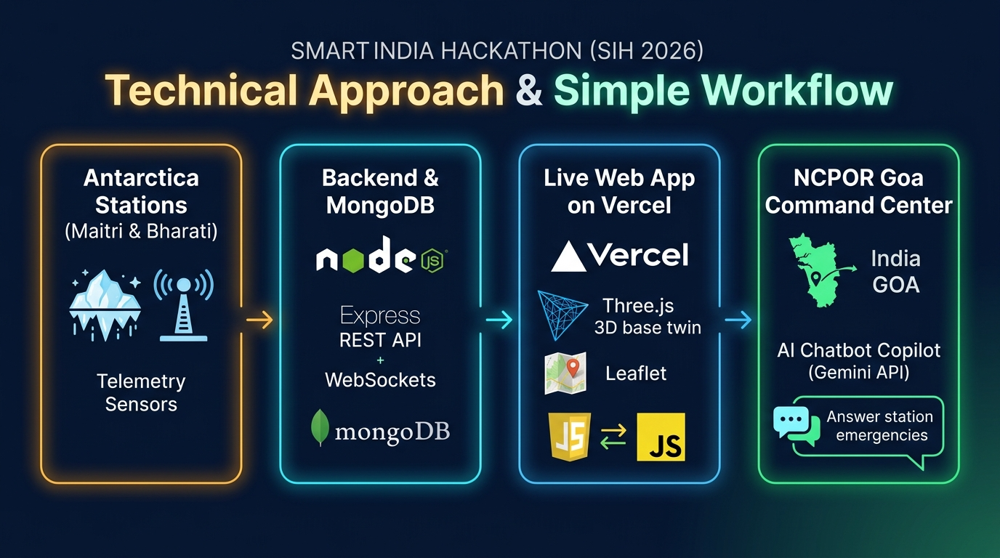 SMART INDIA HACKATHON (SIH 2026)
Technical Approach & Simple Workflow
Antarctica
Stations
(Maitri & Bharati)
Telemetry
Sensors
Backend &
MongoDB
node
JS
Express
REST API
+
WebSockets
mongoDB
Live Web App
on Vercel
Vercel
Three.js
3D base twin
Leaflet
JS
JS
NCPOR Goa
Command Center
India
GOA
AI Chatbot Copilot
(Gemini API)
Answer station
emergencies